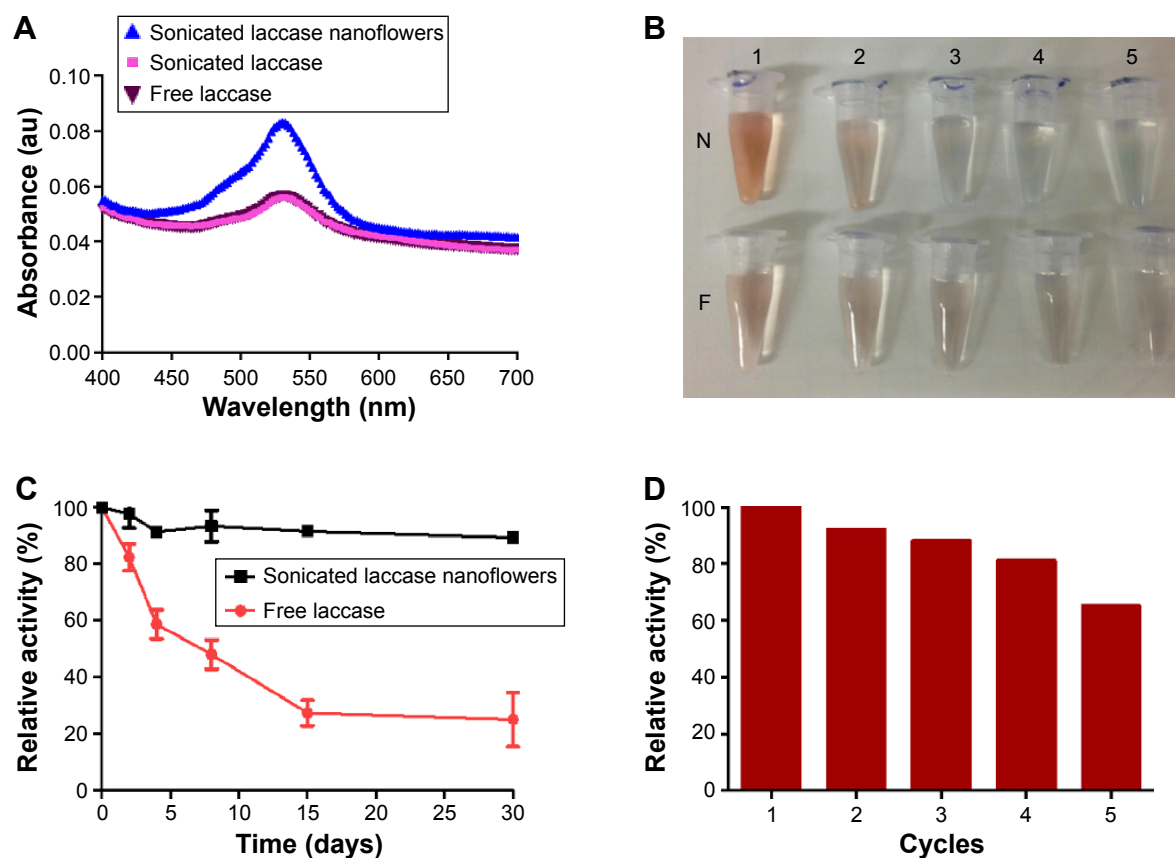 A
Sonicated laccase nanoflowers
Sonicated laccase
Free laccase
0.10
0.08
0.06
0.04
0.02
0.00
Absorbance (au)
400 450 500 550 600 650 700
Wavelength (nm)
B
1 2 3 4 5
N
F
C
100
80
60
40
20
0
Relative activity (%)
Sonicated laccase nanoflowers
Free laccase
0 5 10 15 20 25 30
Time (days)
D
100
80
60
40
20
0
Relative activity (%)
1 2 3 4 5
Cycles